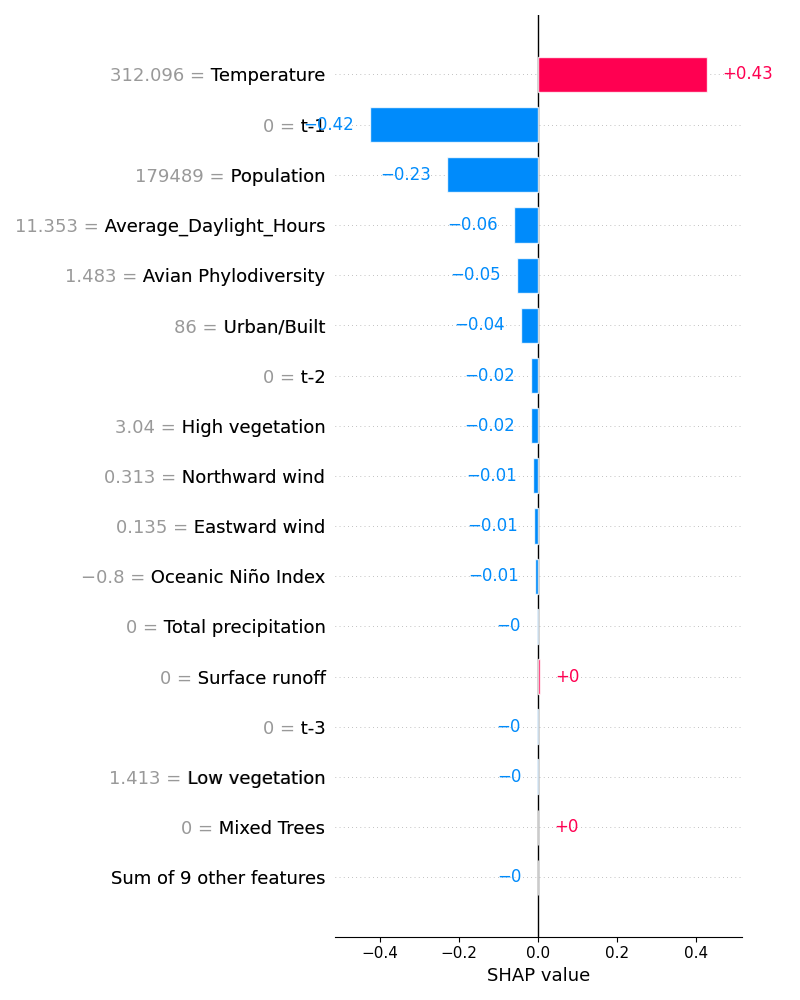 312.096 = Temperature +0.43
0 = t-1 −0.42
179489 = Population −0.23
11.353 = Average_Daylight_Hours −0.06
1.483 = Avian Phylodiversity −0.05
86 = Urban/Built −0.04
0 = t-2 −0.02
3.04 = High vegetation −0.02
0.313 = Northward wind −0.01
0.135 = Eastward wind −0.01
−0.8 = Oceanic Niño Index −0.01
0 = Total precipitation −0
0 = Surface runoff +0
0 = t-3 −0
1.413 = Low vegetation −0
0 = Mixed Trees +0
Sum of 9 other features −0
−0.4 −0.2 0.0 0.2 0.4
SHAP value